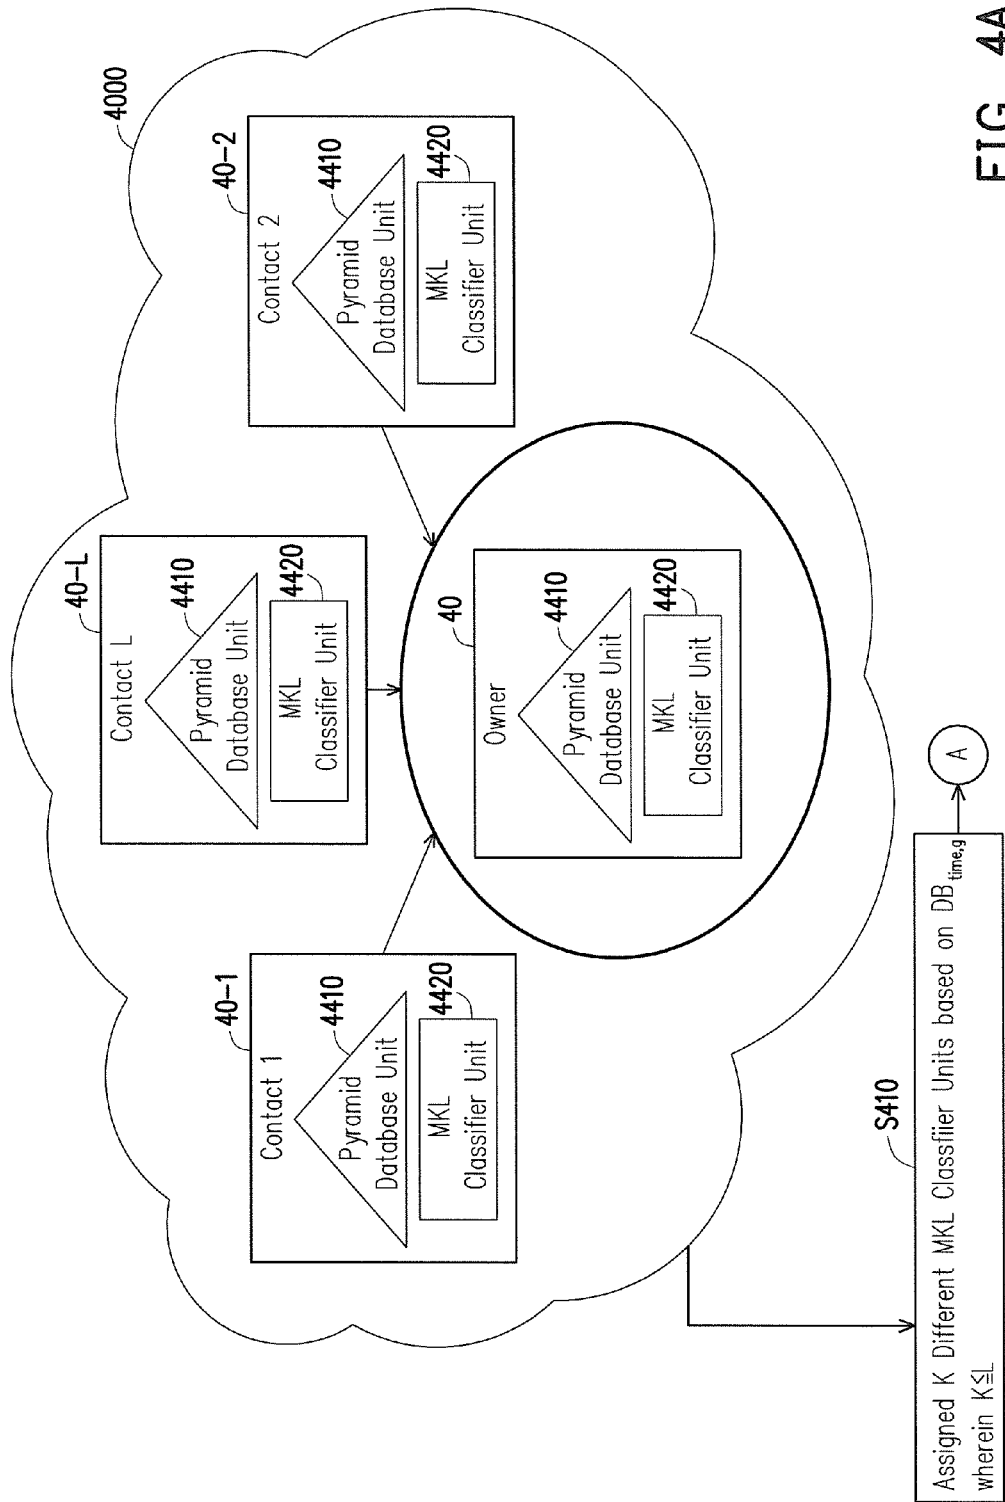 4000
40-1
Contact 1
4410
Pyramid
Database Unit
4420
MKL
Classifier Unit
40-L
Contact L
4410
Pyramid
Database Unit
4420
MKL
Classifier Unit
40-2
Contact 2
4410
Pyramid
Database Unit
4420
MKL
Classifier Unit
40
Owner
4410
Pyramid
Database Unit
4420
MKL
Classifier Unit
S410
Assigned K Different MKL Classfiier Units based on DB time,g
wherein K≦L
A
FIG. 4A